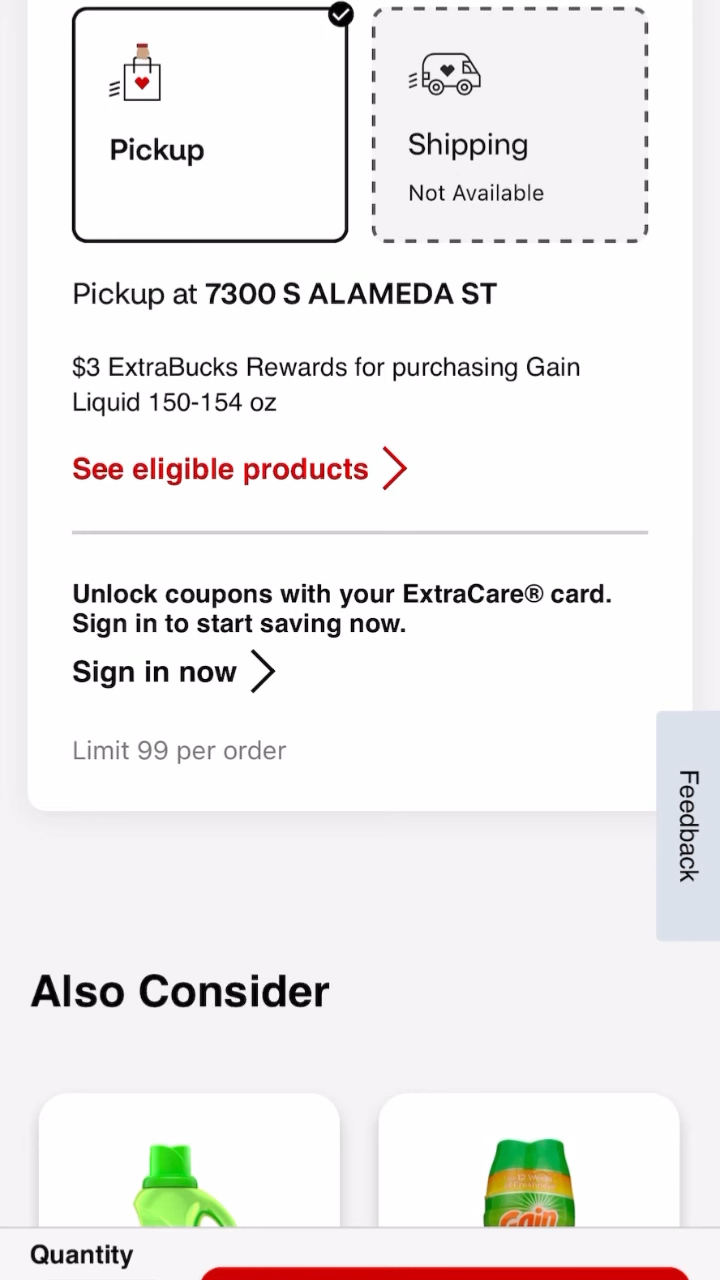 Pickup
Shipping
Not Available
Pickup at 7300 S ALAMEDA ST
$3 ExtraBucks Rewards for purchasing Gain
Liquid 150-154 oz
See eligible products
Unlock coupons with your ExtraCare® card.
Sign in to start saving now.
Sign in now
Limit 99 per order
Feedback
Also Consider
Gain
Quantity